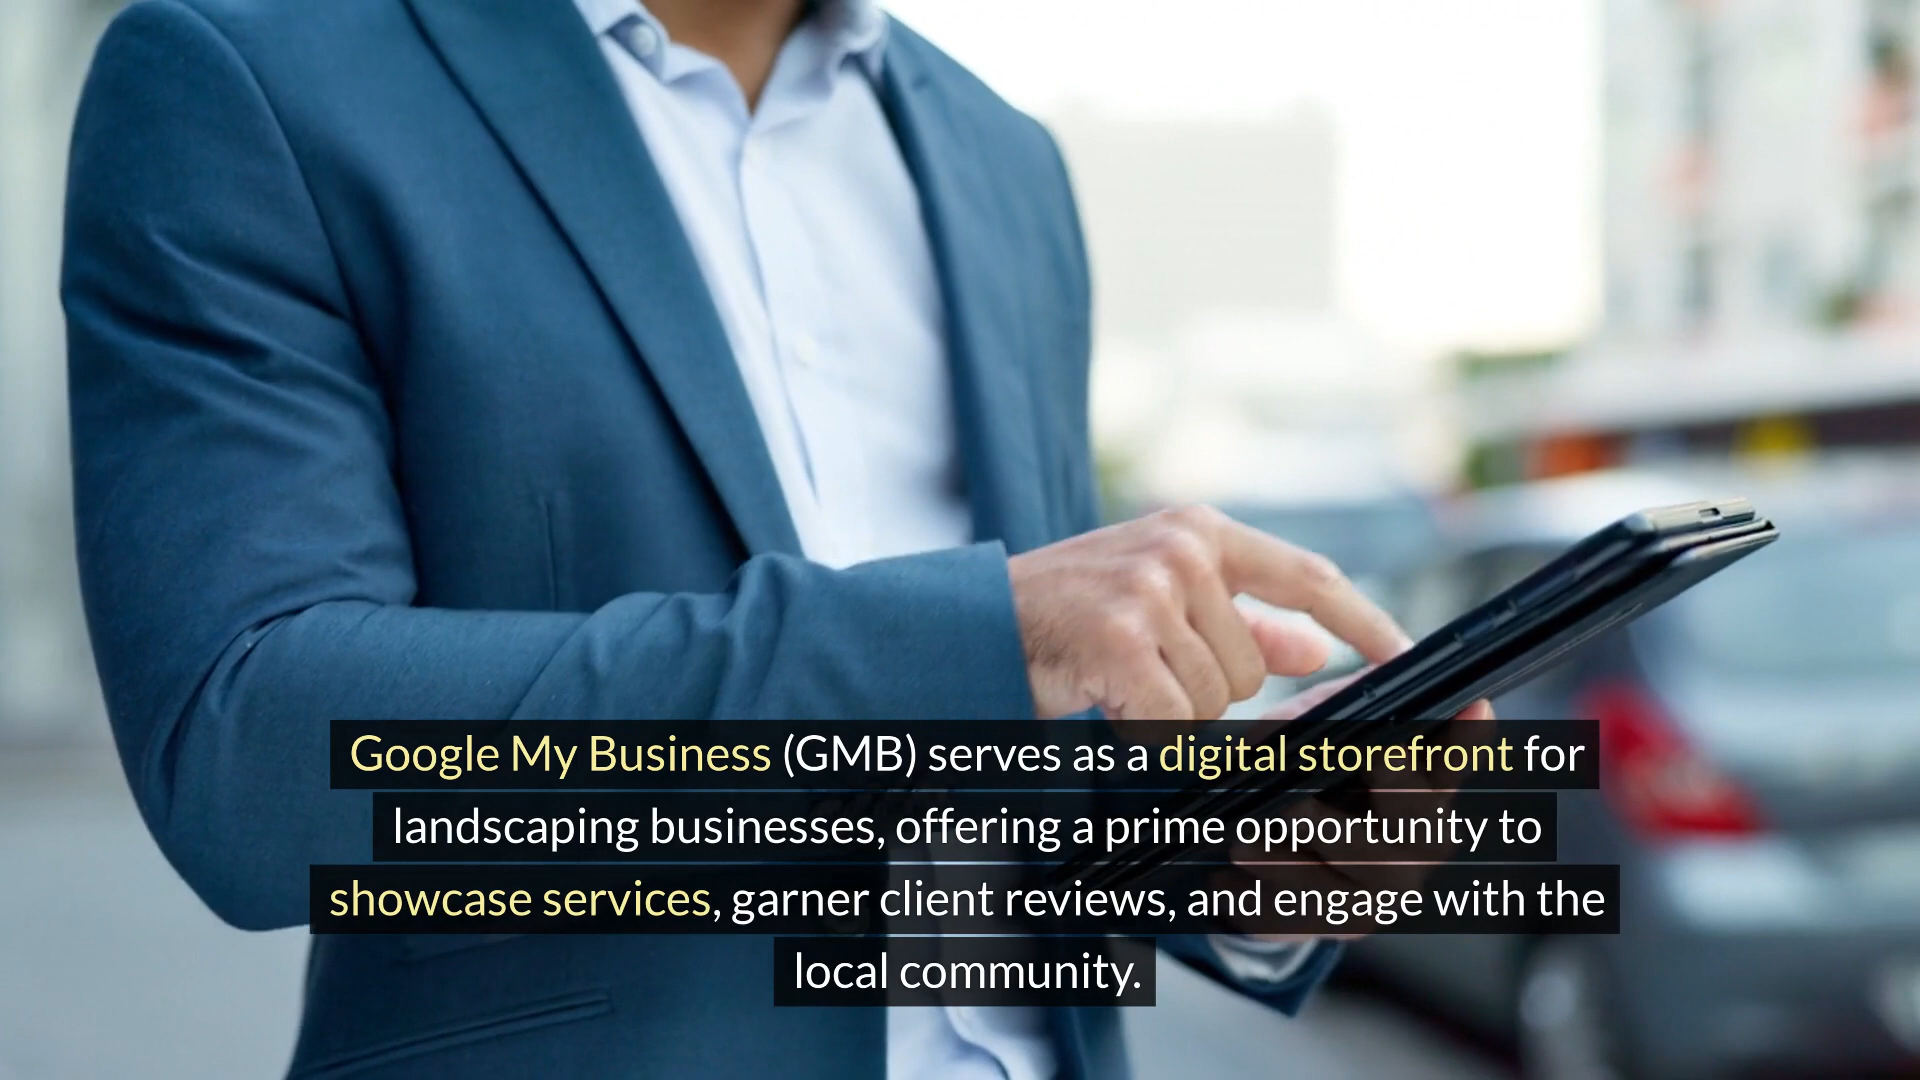 Google My Business (GMB) serves as a digital storefront for
landscaping businesses, offering a prime opportunity to
showcase services, garner client reviews, and engage with the
local community.